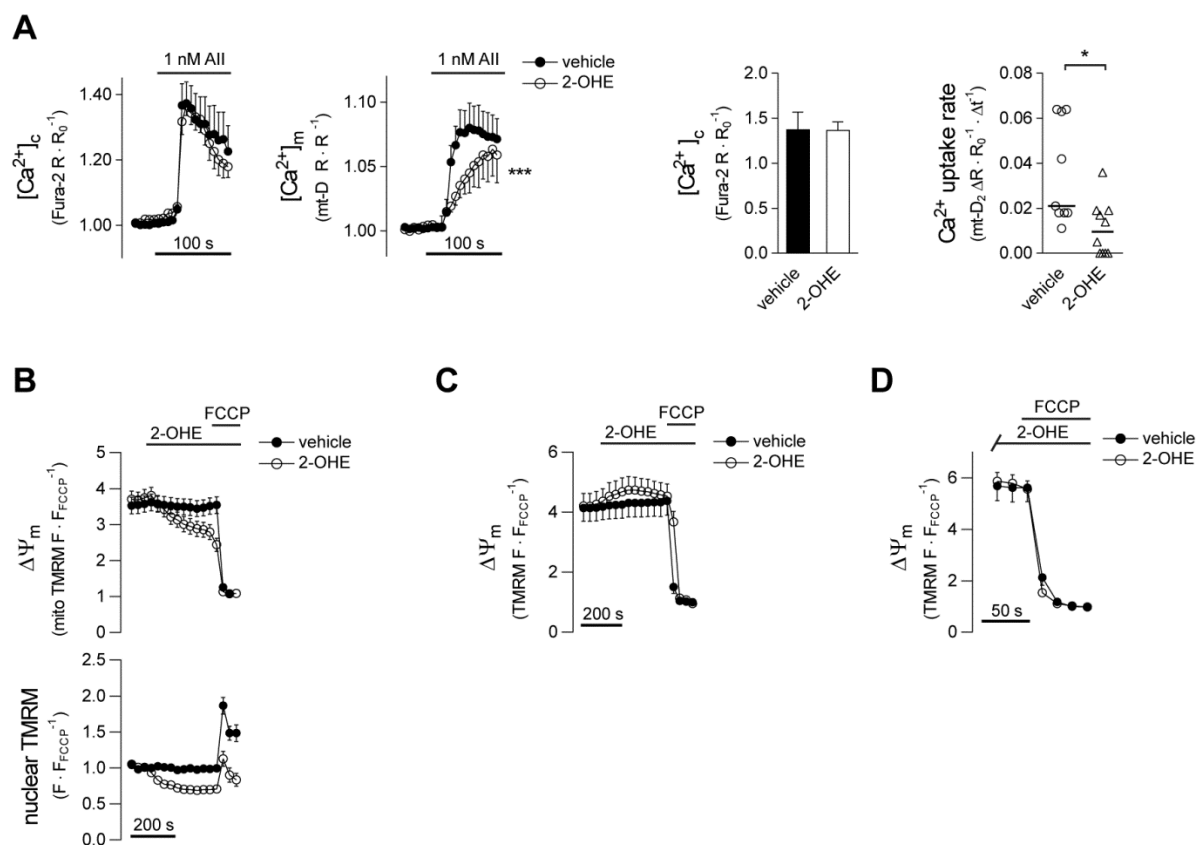 A
1 nM AII
vehicle
2-OHE
[Ca²⁺]c
(Fura-2 R · R₀⁻¹)
1.40
1.20
1.00
100 s
1 nM AII
[Ca²⁺]m
(mt-D R · R⁻¹)
1.10
1.05
1.00
***
100 s
[Ca²⁺]c
(Fura-2 R · R₀⁻¹)
2.0
1.5
1.0
0.5
0.0
vehicle
2-OHE
Ca²⁺ uptake rate
(mt-D₂ ΔR · R₀⁻¹ · Δt⁻¹)
0.08
0.06
0.04
0.02
0.00
*
vehicle
2-OHE
B
FCCP
2-OHE
vehicle
2-OHE
ΔΨm
(mito TMRM F · F_FCCP⁻¹)
5
4
3
2
1
0
nuclear TMRM
(F · F_FCCP⁻¹)
2.5
2.0
1.5
1.0
0.5
0.0
200 s
C
FCCP
2-OHE
vehicle
2-OHE
ΔΨm
(TMRM F · F_FCCP⁻¹)
6
4
2
0
200 s
D
FCCP
2-OHE
vehicle
2-OHE
ΔΨm
(TMRM F · F_FCCP⁻¹)
6
4
2
0
50 s